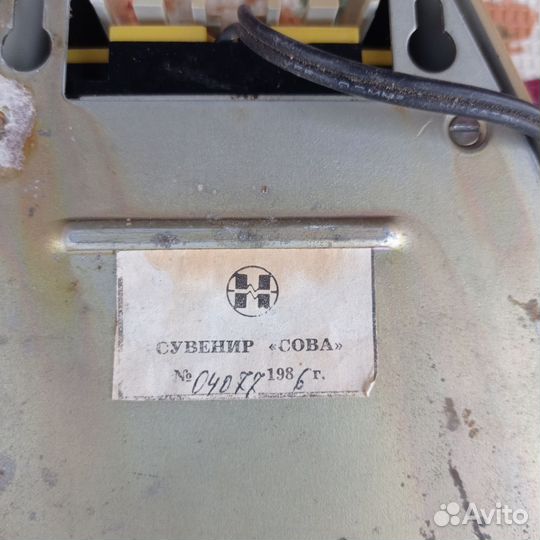 СУВЕНИР «СОВА»
№ 04077 1986 г.
Avito